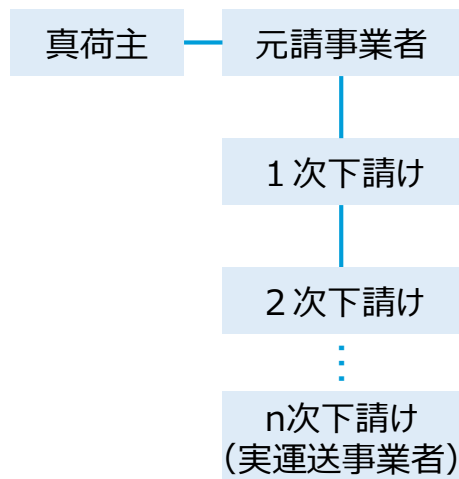 真荷主
元請事業者
１次下請け
２次下請け
n次下請け
（実運送事業者）